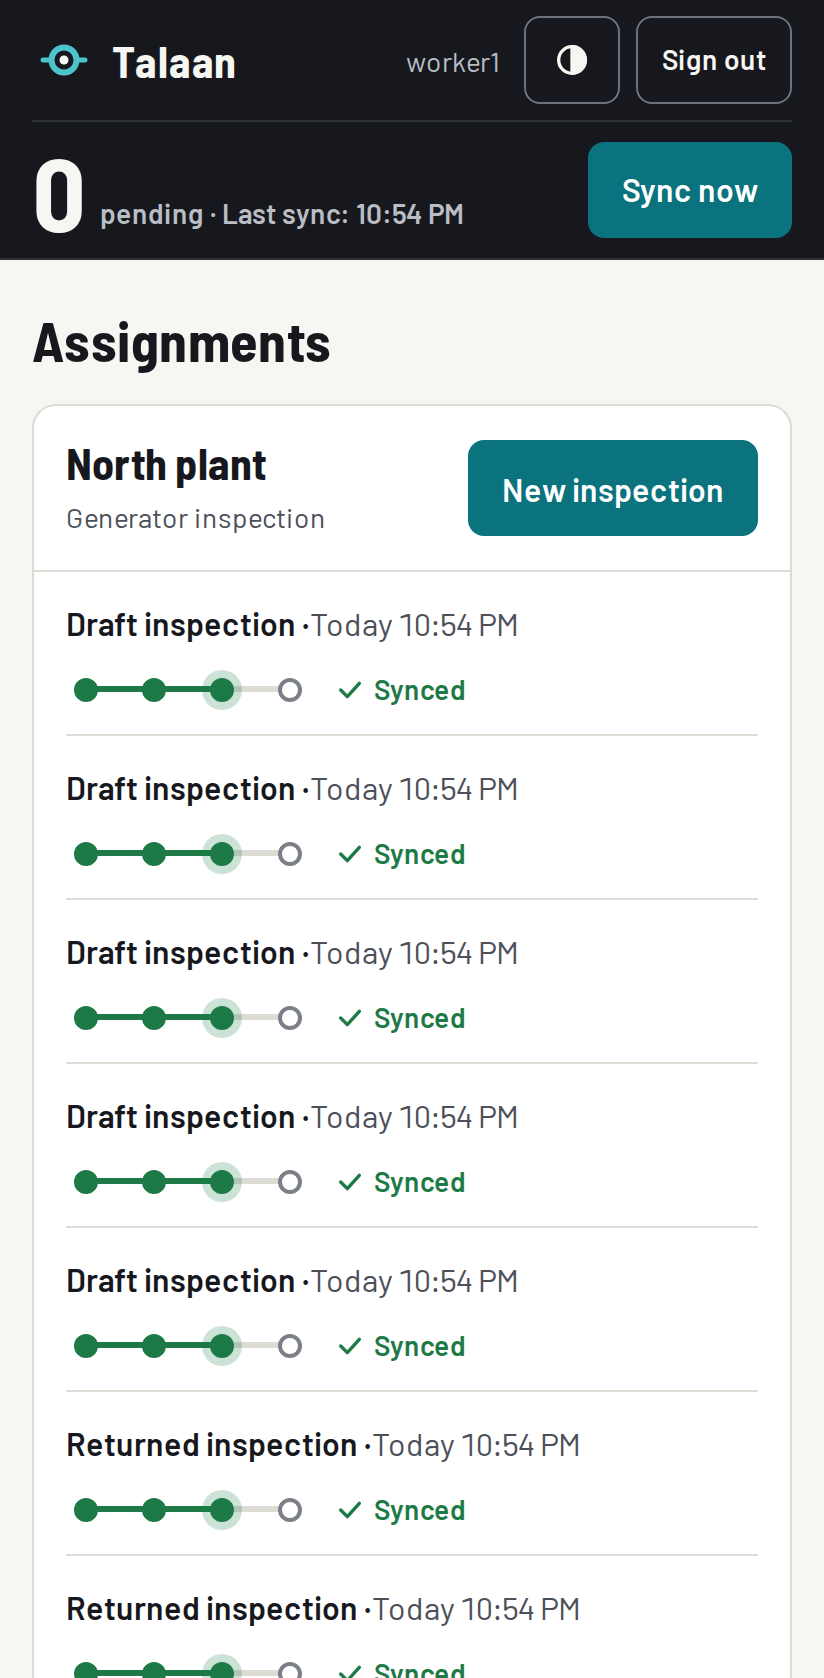 Talaan
worker1
Sign out
0 pending · Last sync: 10:54 PM
Sync now
Assignments
North plant
Generator inspection
New inspection
Draft inspection ·Today 10:54 PM
Synced
Draft inspection ·Today 10:54 PM
Synced
Draft inspection ·Today 10:54 PM
Synced
Draft inspection ·Today 10:54 PM
Synced
Draft inspection ·Today 10:54 PM
Synced
Returned inspection ·Today 10:54 PM
Synced
Returned inspection ·Today 10:54 PM
Synced